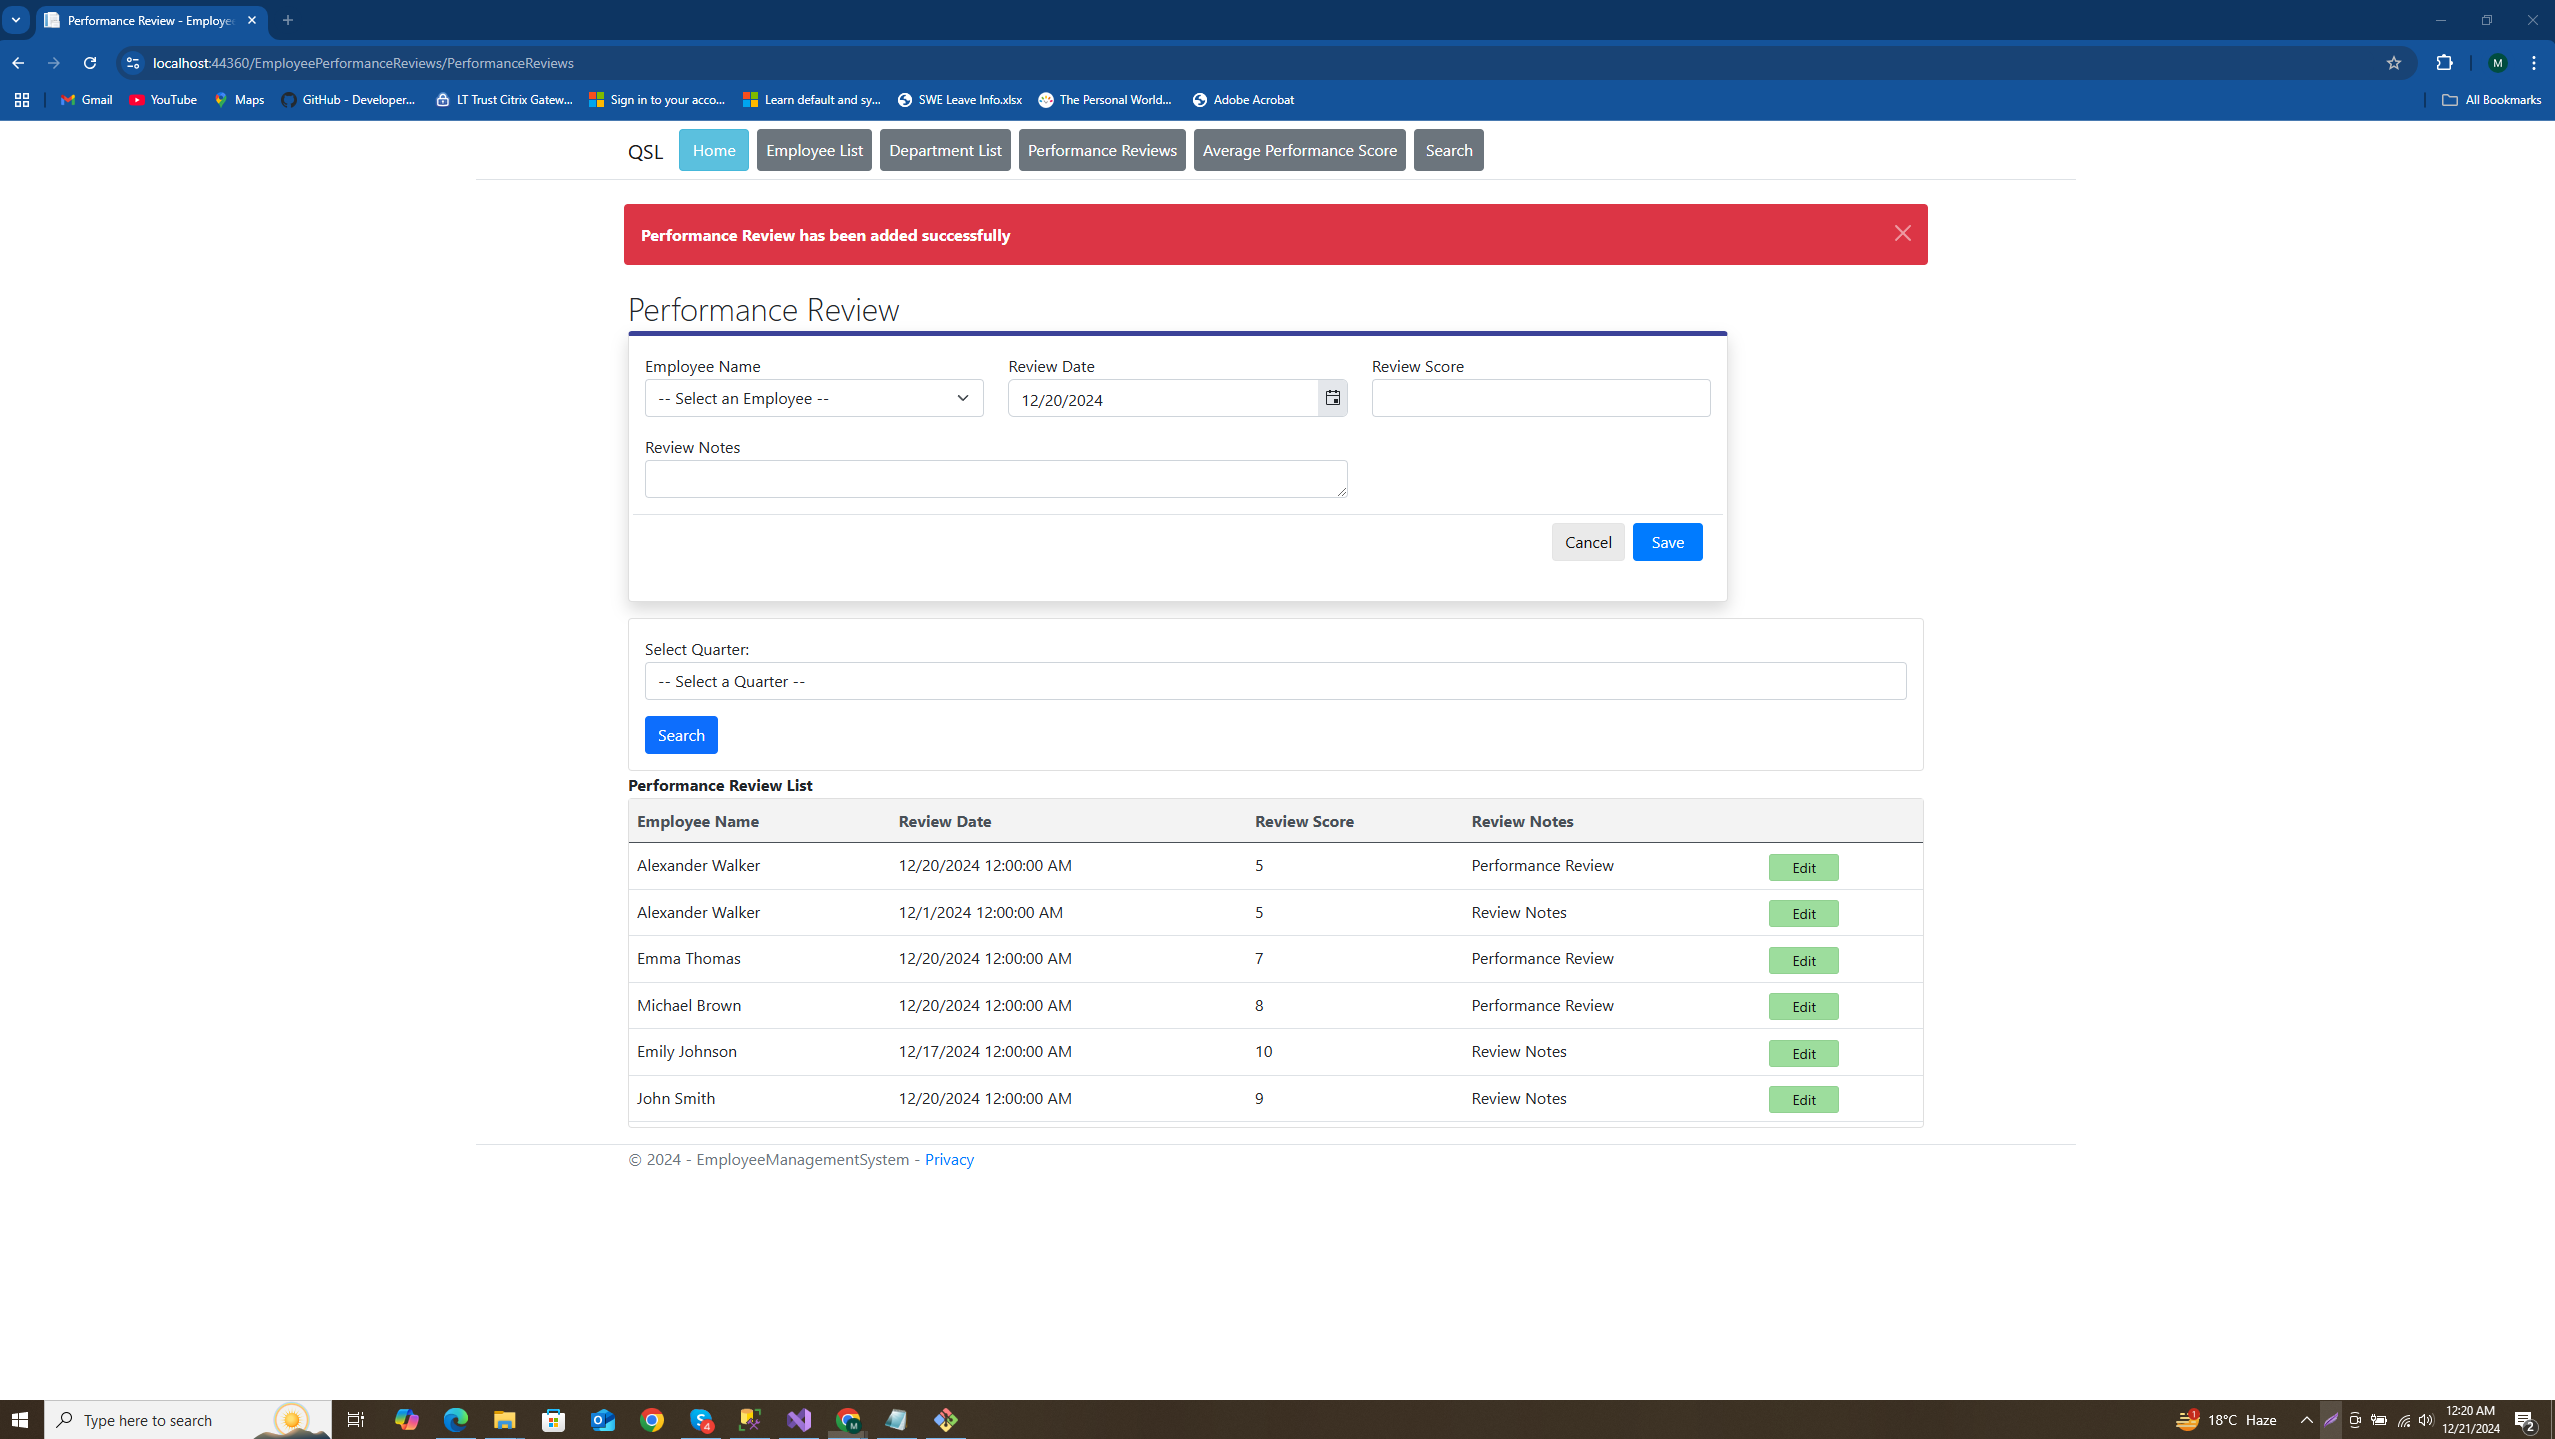 Performance Review - Employe
localhost:44360/EmployeePerformanceReviews/PerformanceReviews
M
Gmail YouTube Maps GitHub - Developer... LT Trust Citrix Gatew... Sign in to your acco... Learn default and sy... SWE Leave Info.xlsx The Personal World... Adobe Acrobat All Bookmarks
QSL Home Employee List Department List Performance Reviews Average Performance Score Search
Performance Review has been added successfully
Performance Review
Employee Name Review Date Review Score
-- Select an Employee -- 12/20/2024
Review Notes
Cancel Save
Select Quarter:
-- Select a Quarter --
Search
Performance Review List
Employee Name Review Date Review Score Review Notes
Alexander Walker 12/20/2024 12:00:00 AM 5 Performance Review Edit
Alexander Walker 12/1/2024 12:00:00 AM 5 Review Notes Edit
Emma Thomas 12/20/2024 12:00:00 AM 7 Performance Review Edit
Michael Brown 12/20/2024 12:00:00 AM 8 Performance Review Edit
Emily Johnson 12/17/2024 12:00:00 AM 10 Review Notes Edit
John Smith 12/20/2024 12:00:00 AM 9 Review Notes Edit
© 2024 - EmployeeManagementSystem - Privacy
Type here to search 4 M 1 18°C Haze 12:20 AM 2
12/21/2024